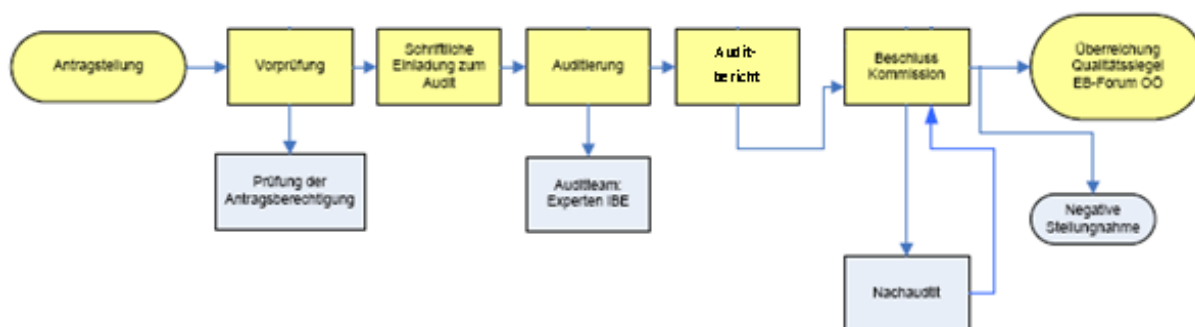 Antragstellung
Vorprüfung
Schriftliche
Einladung zum
Audit
Auditierung
Audit-
bericht
Beschluss
Kommission
Überreichung
Qualitätssiegel
EB-Forum OÖ
Prüfung der
Antragsberechtigung
Auditteam:
Experten IBE
Negative
Stellungnahme
Nachaudit